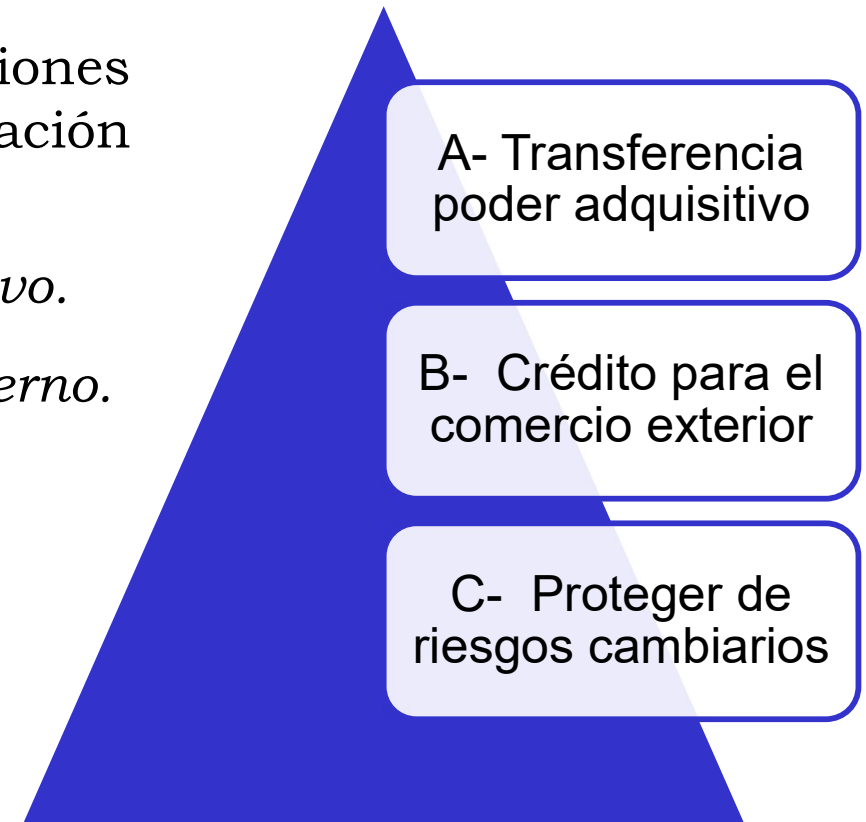 iones
ación
vo.
erno.
A- Transferencia
poder adquisitivo
B- Crédito para el
comercio exterior
C- Proteger de
riesgos cambiarios